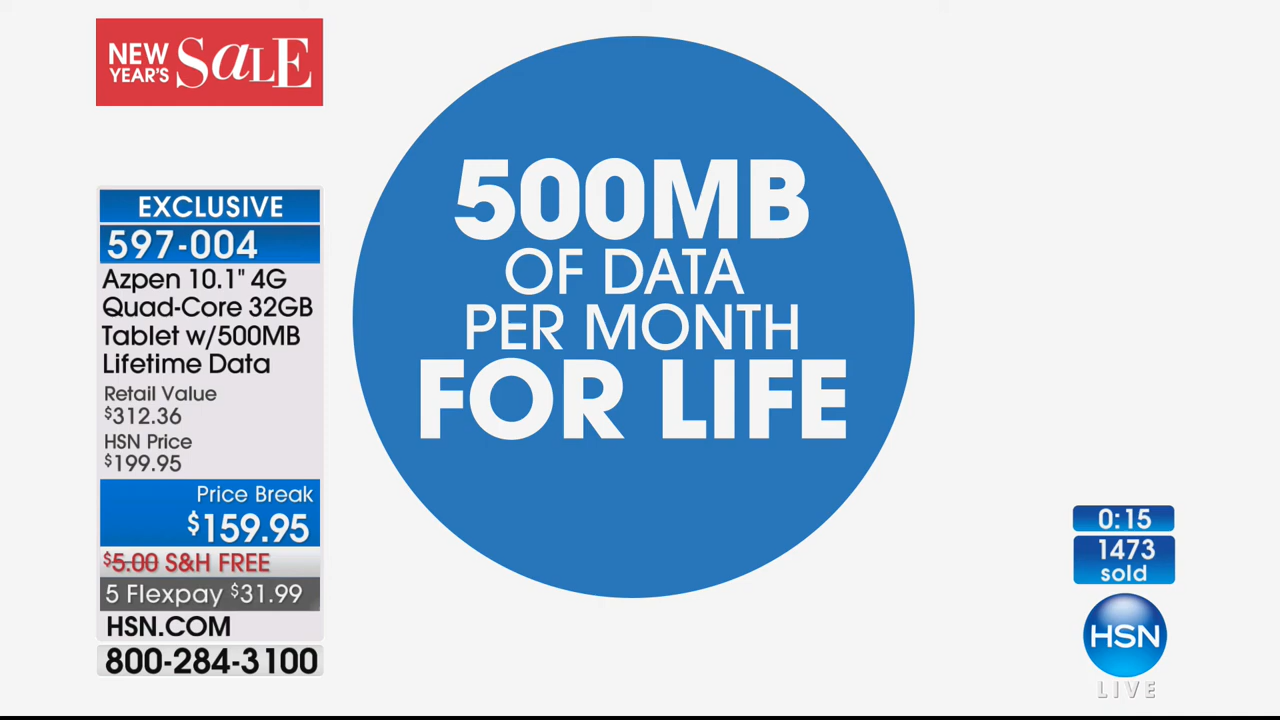 NEW
YEAR'S
SALE
EXCLUSIVE
597-004
Azpen 10.1" 4G
Quad-Core 32GB
Tablet w/500MB
Lifetime Data
Retail Value
$312.36
HSN Price
$199.95
Price Break
$159.95
$5.00 S&H FREE
5 Flexpay $31.99
HSN.COM
800-284-3100
500MB
OF DATA
PER MONTH
FOR LIFE
0:15
1473
sold
HSN
LIVE